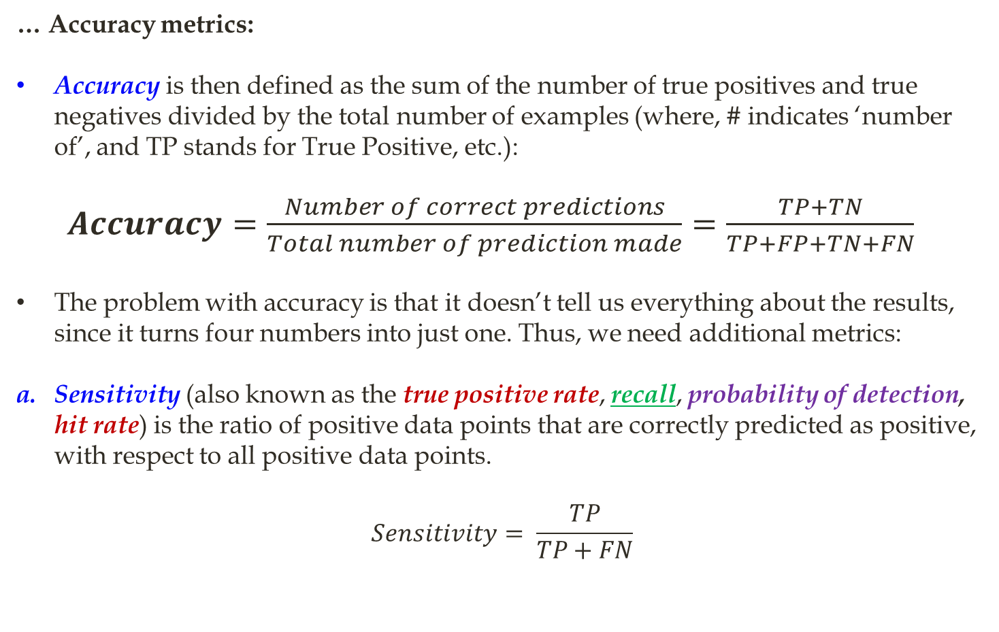 … Accuracy metrics:
• Accuracy is then defined as the sum of the number of true positives and true
negatives divided by the total number of examples (where, # indicates ‘number
of’, and TP stands for True Positive, etc.):
Accuracy = Number of correct predictions / Total number of prediction made = TP+TN / TP+FP+TN+FN
• The problem with accuracy is that it doesn’t tell us everything about the results,
since it turns four numbers into just one. Thus, we need additional metrics:
a. Sensitivity (also known as the true positive rate, recall, probability of detection,
hit rate) is the ratio of positive data points that are correctly predicted as positive,
with respect to all positive data points.
Sensitivity = TP / TP + FN